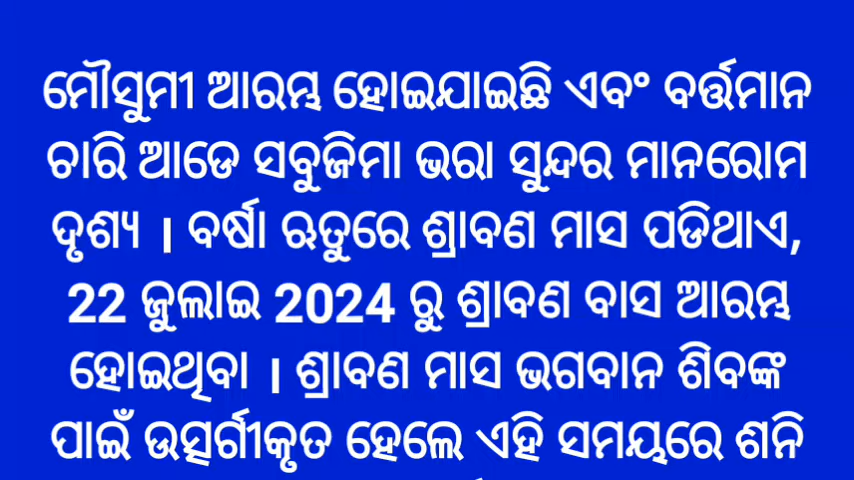 ମୌସୁମୀ ଆରମ୍ଭ ହୋଇଯାଇଛି ଏବଂ ବର୍ତ୍ତମାନ
ଚାରି ଆଡେ ସବୁଜିମା ଭରା ସୁନ୍ଦର ମାନରୋମ
ଦୃଶ୍ୟ । ବର୍ଷା ଋତୁରେ ଶ୍ରାବଣ ମାସ ପଡିଥାଏ,
22 ଜୁଲାଇ 2024 ରୁ ଶ୍ରାବଣ ବାସ ଆରମ୍ଭ
ହୋଇଥିବା । ଶ୍ରାବଣ ମାସ ଭଗବାନ ଶିବଙ୍କ
ପାଇଁ ଉତ୍ସର୍ଗୀକୃତ ହେଲେ ଏହି ସମୟରେ ଶନି